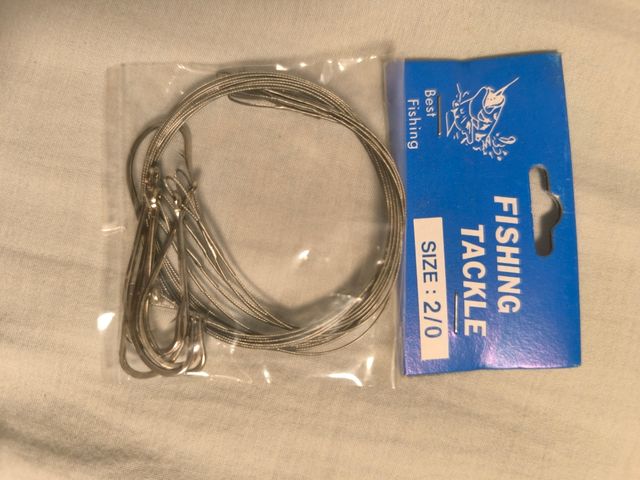 Best
Fishing
FISHING
TACKLE
SIZE : 2/0